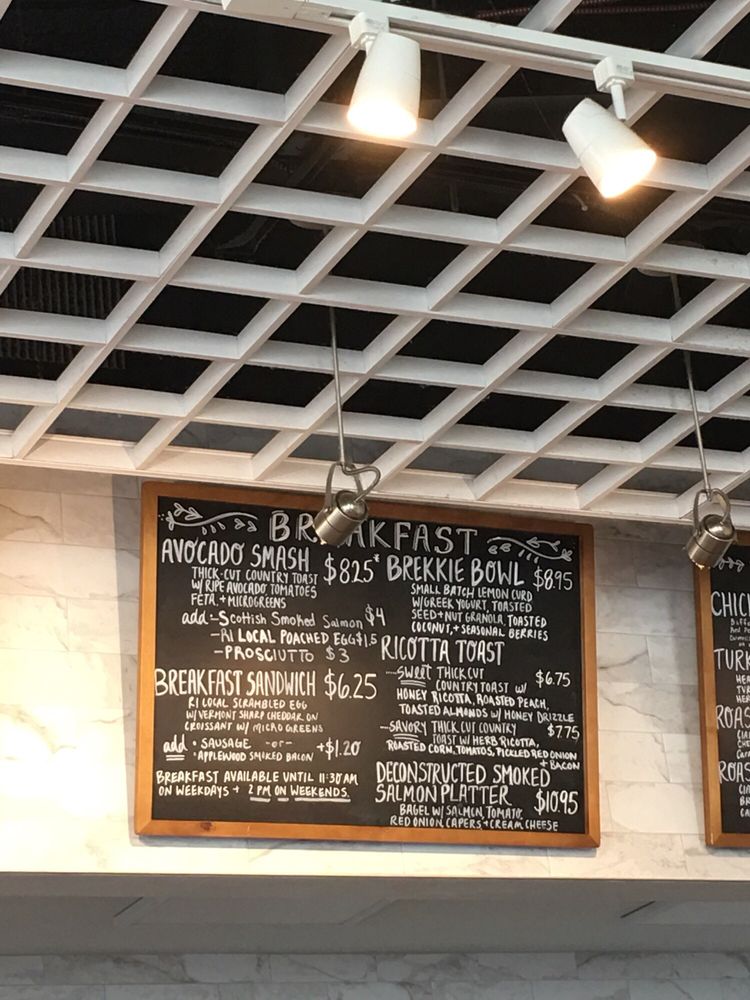 BREAKFAST
AVOCADO SMASH $8.25
THICK-CUT COUNTRY TOAST
W/ RIPE AVOCADO TOMATOES
FETA + MICROGREENS
add - Scottish Smoked Salmon $4
- RI LOCAL POACHED EGG $1.5
- PROSCIUTTO $3
BREAKFAST SANDWICH $6.25
RI LOCAL SCRAMBLED EGG
W/ VERMONT SHARP CHEDDAR ON
CROISSANT W/ MICRO GREENS
add • SAUSAGE -or- +$1.20
• APPLEWOOD SMOKED BACON
BREAKFAST AVAILABLE UNTIL 11:30 AM
ON WEEKDAYS + 2 PM ON WEEKENDS.
BREKKIE BOWL $8.95
SMALL BATCH LEMON CURD
W/ GREEK YOGURT, TOASTED
SEED + NUT GRANOLA, TOASTED
COCONUT, + SEASONAL BERRIES
RICOTTA TOAST
...SWEET THICK CUT $6.75
COUNTRY TOAST W/
HONEY RICOTTA, ROASTED PEACH,
TOASTED ALMONDS W/ HONEY DRIZZLE
...SAVORY THICK CUT COUNTRY $7.75
TOAST W/ HERB RICOTTA,
ROASTED CORN, TOMATOS, PICKLED RED ONION
+ BACON
DECONSTRUCTED SMOKED
SALMON PLATTER $10.95
BAGEL W/ SALMON, TOMATO,
RED ONION, CAPERS + CREAM CHEESE
CHIC
TUR
ROAS
ROAS